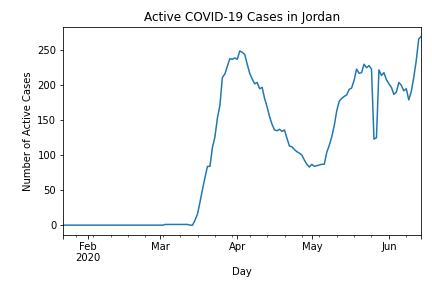 Active COVID-19 Cases in Jordan
Number of Active Cases
250
200
150
100
50
0
Feb Mar Apr May Jun
2020
Day